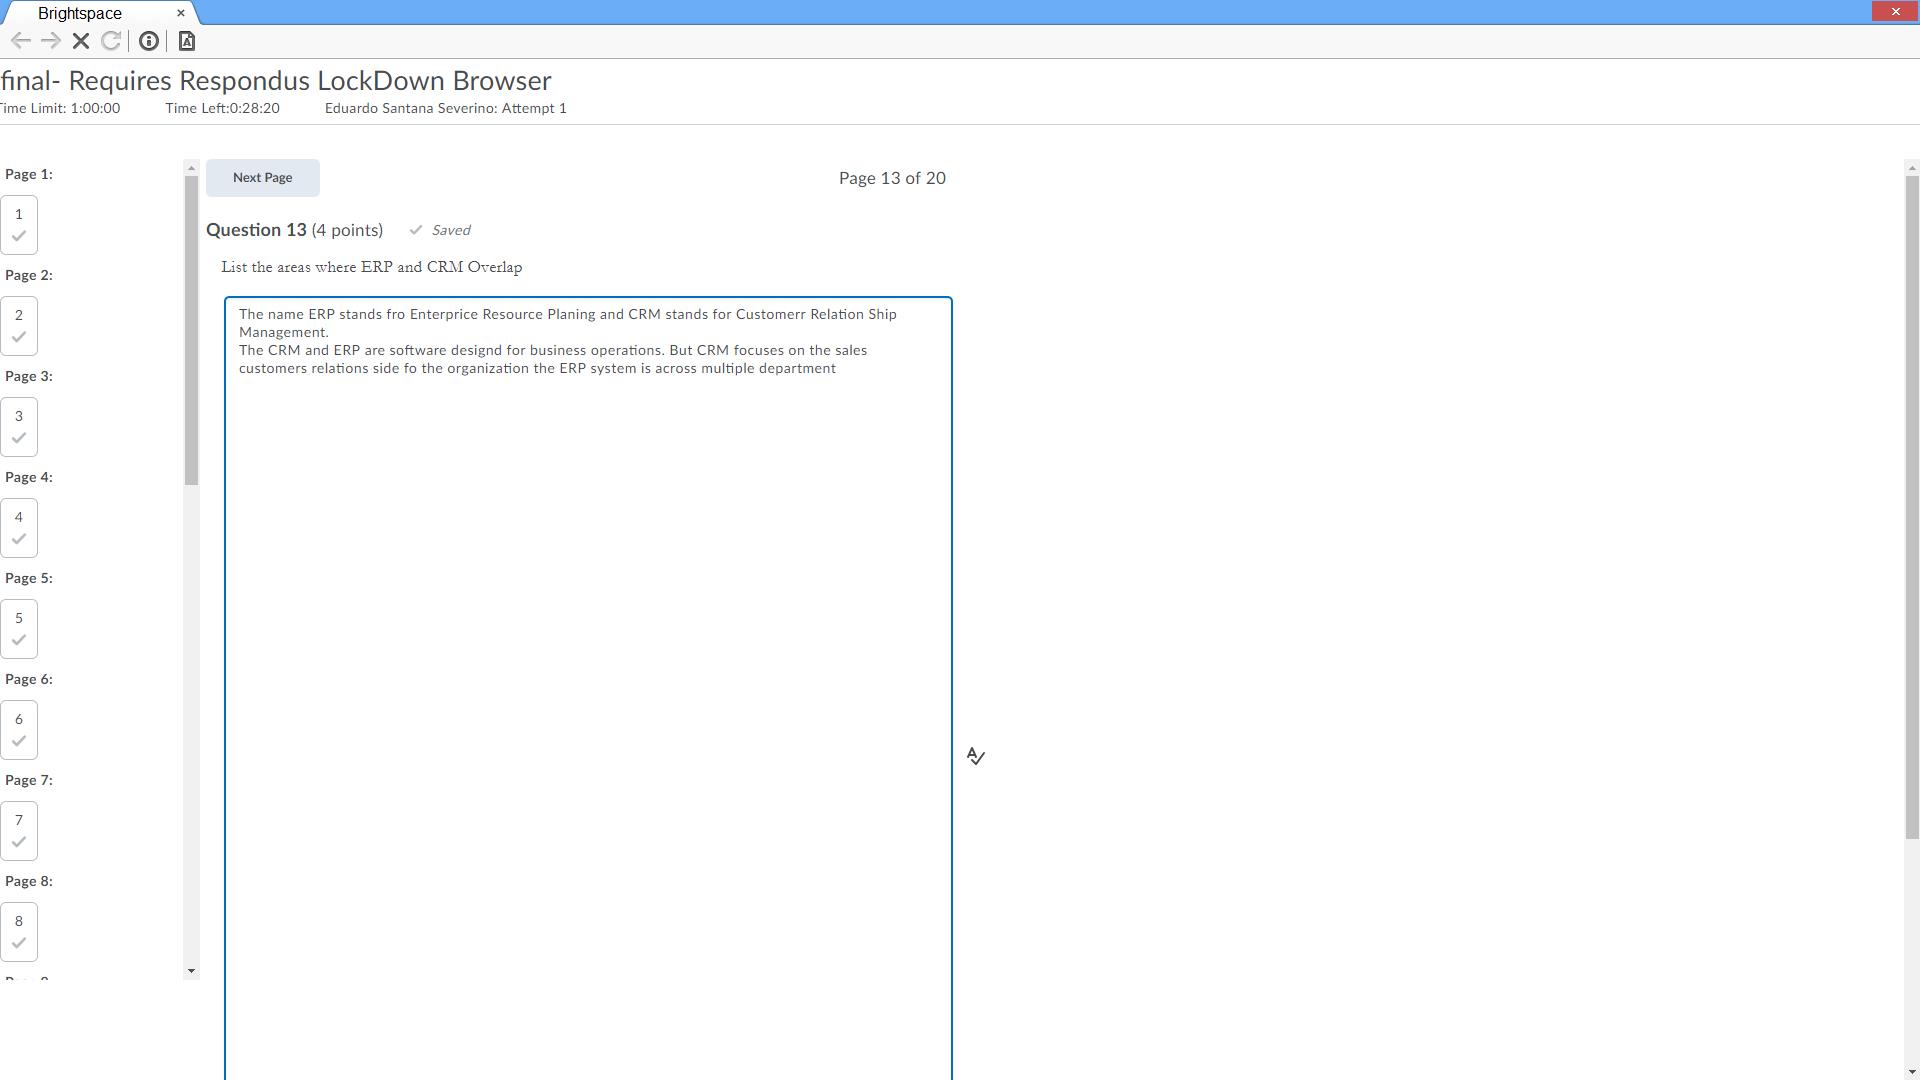 Brightspace
final- Requires Respondus LockDown Browser
Time Limit: 1:00:00 Time Left:0:28:20 Eduardo Santana Severino: Attempt 1
Page 1:
1
Page 2:
2
Page 3:
3
Page 4:
4
Page 5:
5
Page 6:
6
Page 7:
7
Page 8:
8
Next Page
Page 13 of 20
Question 13 (4 points) Saved
List the areas where ERP and CRM Overlap
The name ERP stands fro Enterprice Resource Planing and CRM stands for Customerr Relation Ship
Management.
The CRM and ERP are software designd for business operations. But CRM focuses on the sales
customers relations side fo the organization the ERP system is across multiple department